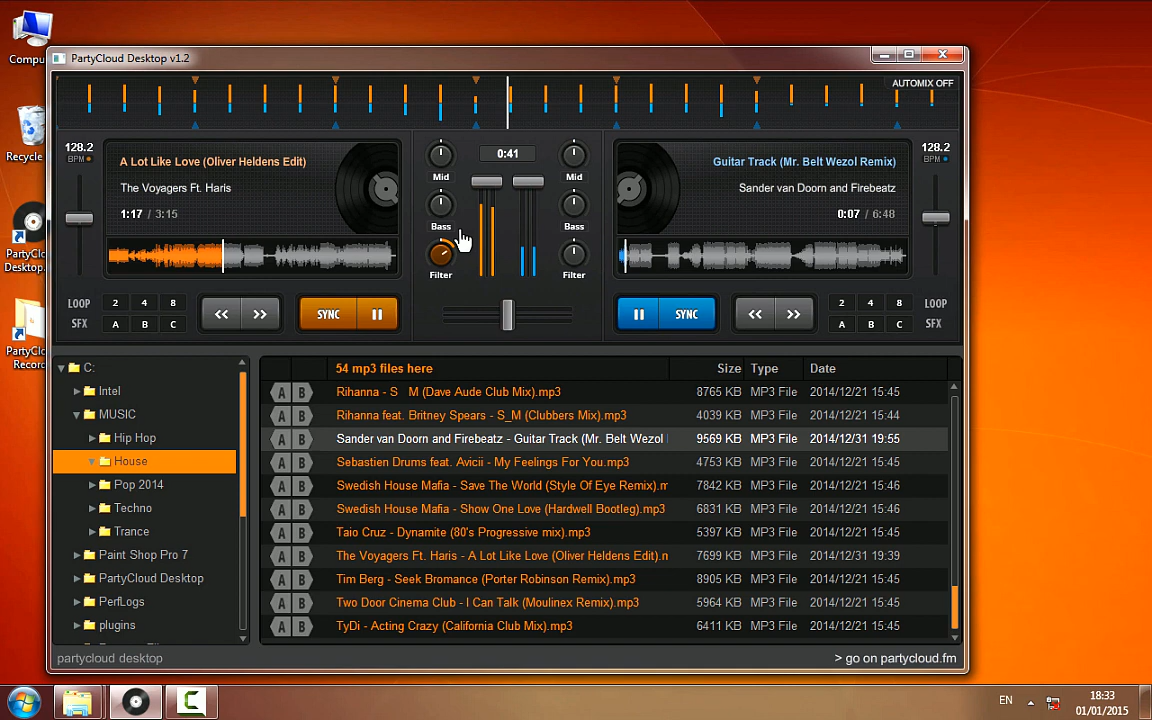 Compu
Recycle
PartyClo
Desktop.
PartyClo
Record
PartyCloud Desktop v1.2
AUTOMIX OFF
128.2
BPM
A Lot Like Love (Oliver Heldens Edit)
The Voyagers Ft. Haris
1:17 / 3:15
Mid
Bass
Filter
0:41
Mid
Bass
Filter
Guitar Track (Mr. Belt Wezol Remix)
Sander van Doorn and Firebeatz
0:07 / 6:48
128.2
BPM
LOOP 2 4 8
SFX A B C
<< >>
SYNC
SYNC
<< >>
2 4 8 LOOP
A B C SFX
C:
Intel
MUSIC
Hip Hop
House
Pop 2014
Techno
Trance
Paint Shop Pro 7
PartyCloud Desktop
PerfLogs
plugins
54 mp3 files here Size Type Date
A B Rihanna - S M (Dave Aude Club Mix).mp3 8765 KB MP3 File 2014/12/21 15:45
A B Rihanna feat. Britney Spears - S_M (Clubbers Mix).mp3 4039 KB MP3 File 2014/12/21 15:44
A B Sander van Doorn and Firebeatz - Guitar Track (Mr. Belt Wezol 9569 KB MP3 File 2014/12/31 19:55
A B Sebastien Drums feat. Avicii - My Feelings For You.mp3 4753 KB MP3 File 2014/12/21 15:45
A B Swedish House Mafia - Save The World (Style Of Eye Remix).m 7842 KB MP3 File 2014/12/21 15:46
A B Swedish House Mafia - Show One Love (Hardwell Bootleg).mp3 6831 KB MP3 File 2014/12/21 15:46
A B Taio Cruz - Dynamite (80's Progressive mix).mp3 5397 KB MP3 File 2014/12/21 15:45
A B The Voyagers Ft. Haris - A Lot Like Love (Oliver Heldens Edit).n 7699 KB MP3 File 2014/12/31 19:39
A B Tim Berg - Seek Bromance (Porter Robinson Remix).mp3 8905 KB MP3 File 2014/12/21 15:45
A B Two Door Cinema Club - I Can Talk (Moulinex Remix).mp3 5964 KB MP3 File 2014/12/21 15:45
A B TyDi - Acting Crazy (California Club Mix).mp3 6411 KB MP3 File 2014/12/21 15:45
partycloud desktop
> go on partycloud.fm
EN
18:33
01/01/2015